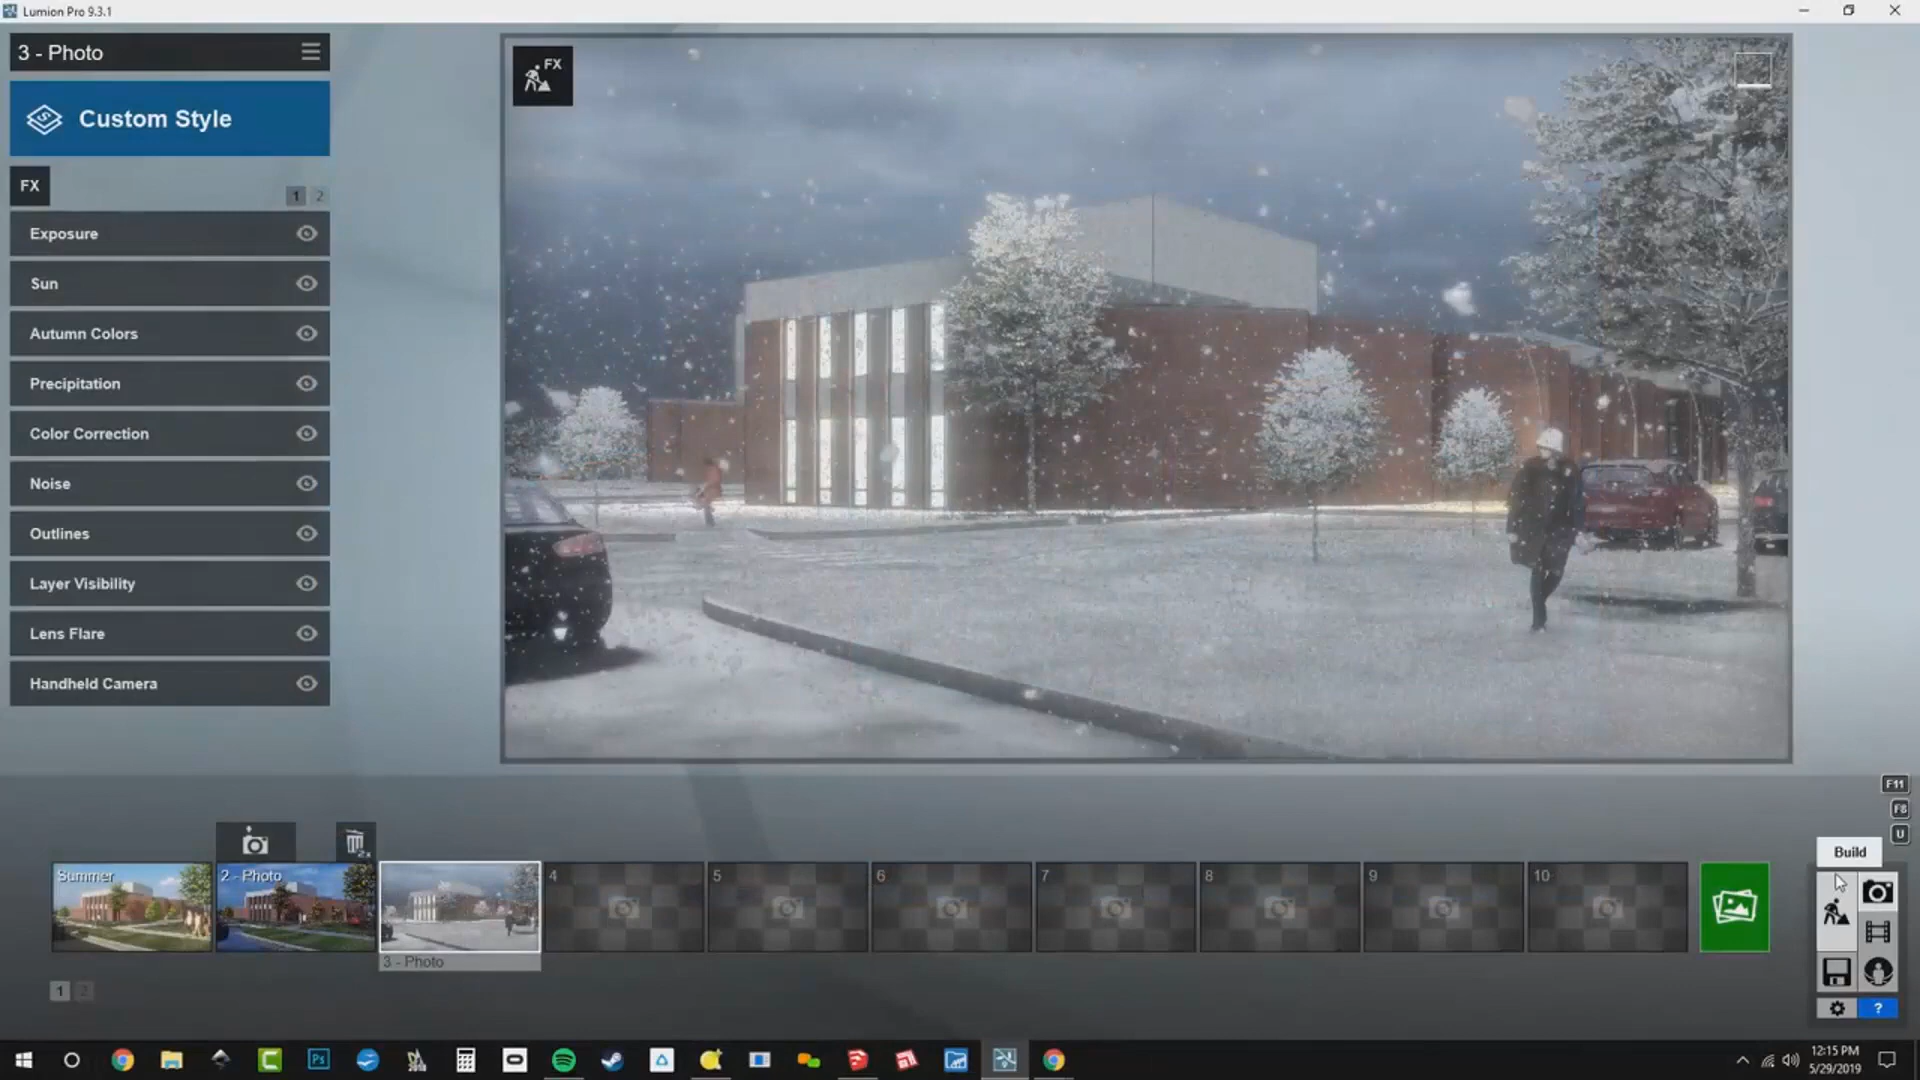 Lumion Pro 9.3.1
3 - Photo
Custom Style
FX
1 2
Exposure
Sun
Autumn Colors
Precipitation
Color Correction
Noise
Outlines
Layer Visibility
Lens Flare
Handheld Camera
FX
F11
F8
U
Build
2x
Summer
2 - Photo
4
5
6
7
8
9
10
3 - Photo
1 2
?
Ps
12:15 PM
5/29/2019